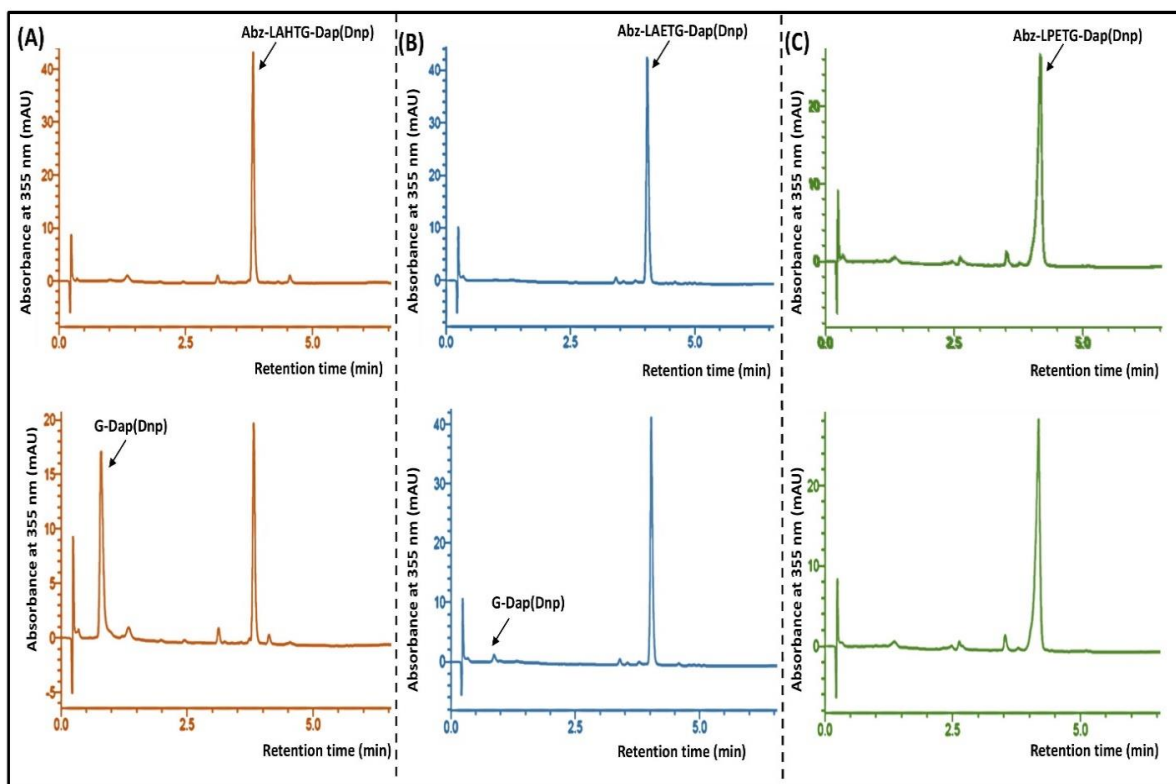 (A)
Abz-LAHTG-Dap(Dnp)
Absorbance at 355 nm (mAU)
40
30
20
10
0
0.0 2.5 5.0
Retention time (min)
(B)
Abz-LAETG-Dap(Dnp)
Absorbance at 355 nm (mAU)
40
30
20
10
0
0.0 2.5 5.0
Retention time (min)
(C)
Abz-LPETG-Dap(Dnp)
Absorbance at 355 nm (mAU)
20
10
0
0.0 2.5 5.0
Retention time (min)
G-Dap(Dnp)
Absorbance at 355 nm (mAU)
20
15
10
5
0
-5
0.0 2.5 5.0
Retention time (min)
G-Dap(Dnp)
Absorbance at 355 nm (mAU)
40
30
20
10
0
0.0 2.5 5.0
Retention time (min)
Absorbance at 355 nm (mAU)
20
10
0
0.0 2.5 5.0
Retention time (min)